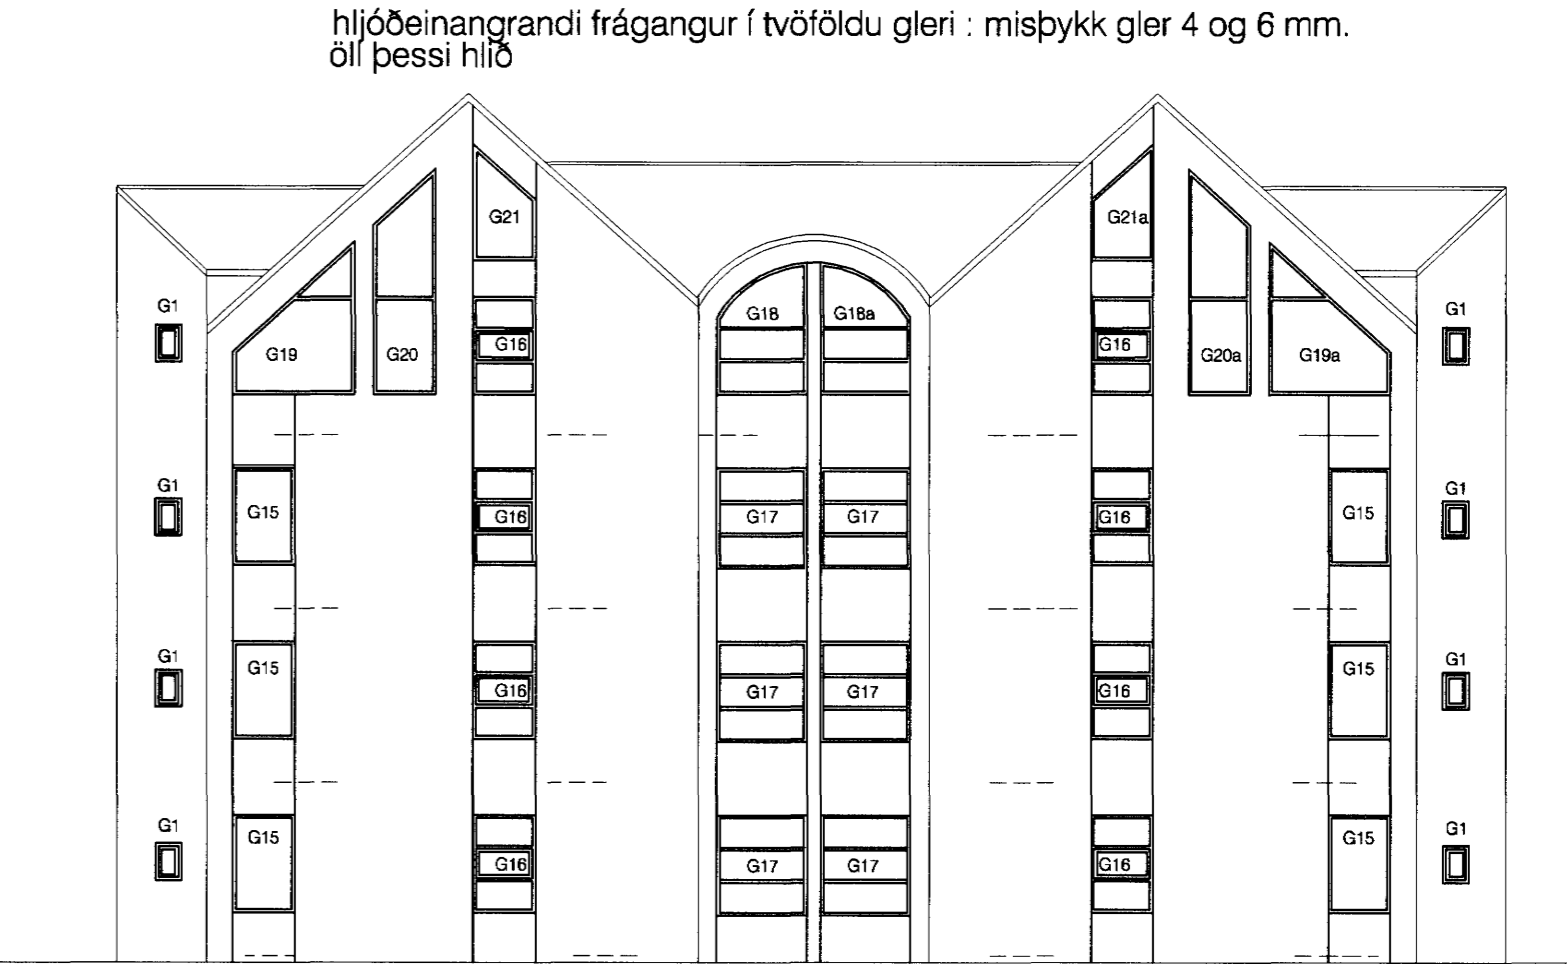 hljóðeinangrandi frágangur í tvöföldu gleri : misþykk gler 4 og 6 mm.
öll þessi hlið
G21 G21a
G1 G18 G18a G1
G19 G20 G16 G16 G20a G19a
G1 G1
G15 G16 G17 G17 G16 G15
G1 G1
G15 G16 G17 G17 G16 G15
G1 G1
G15 G16 G17 G17 G16 G15